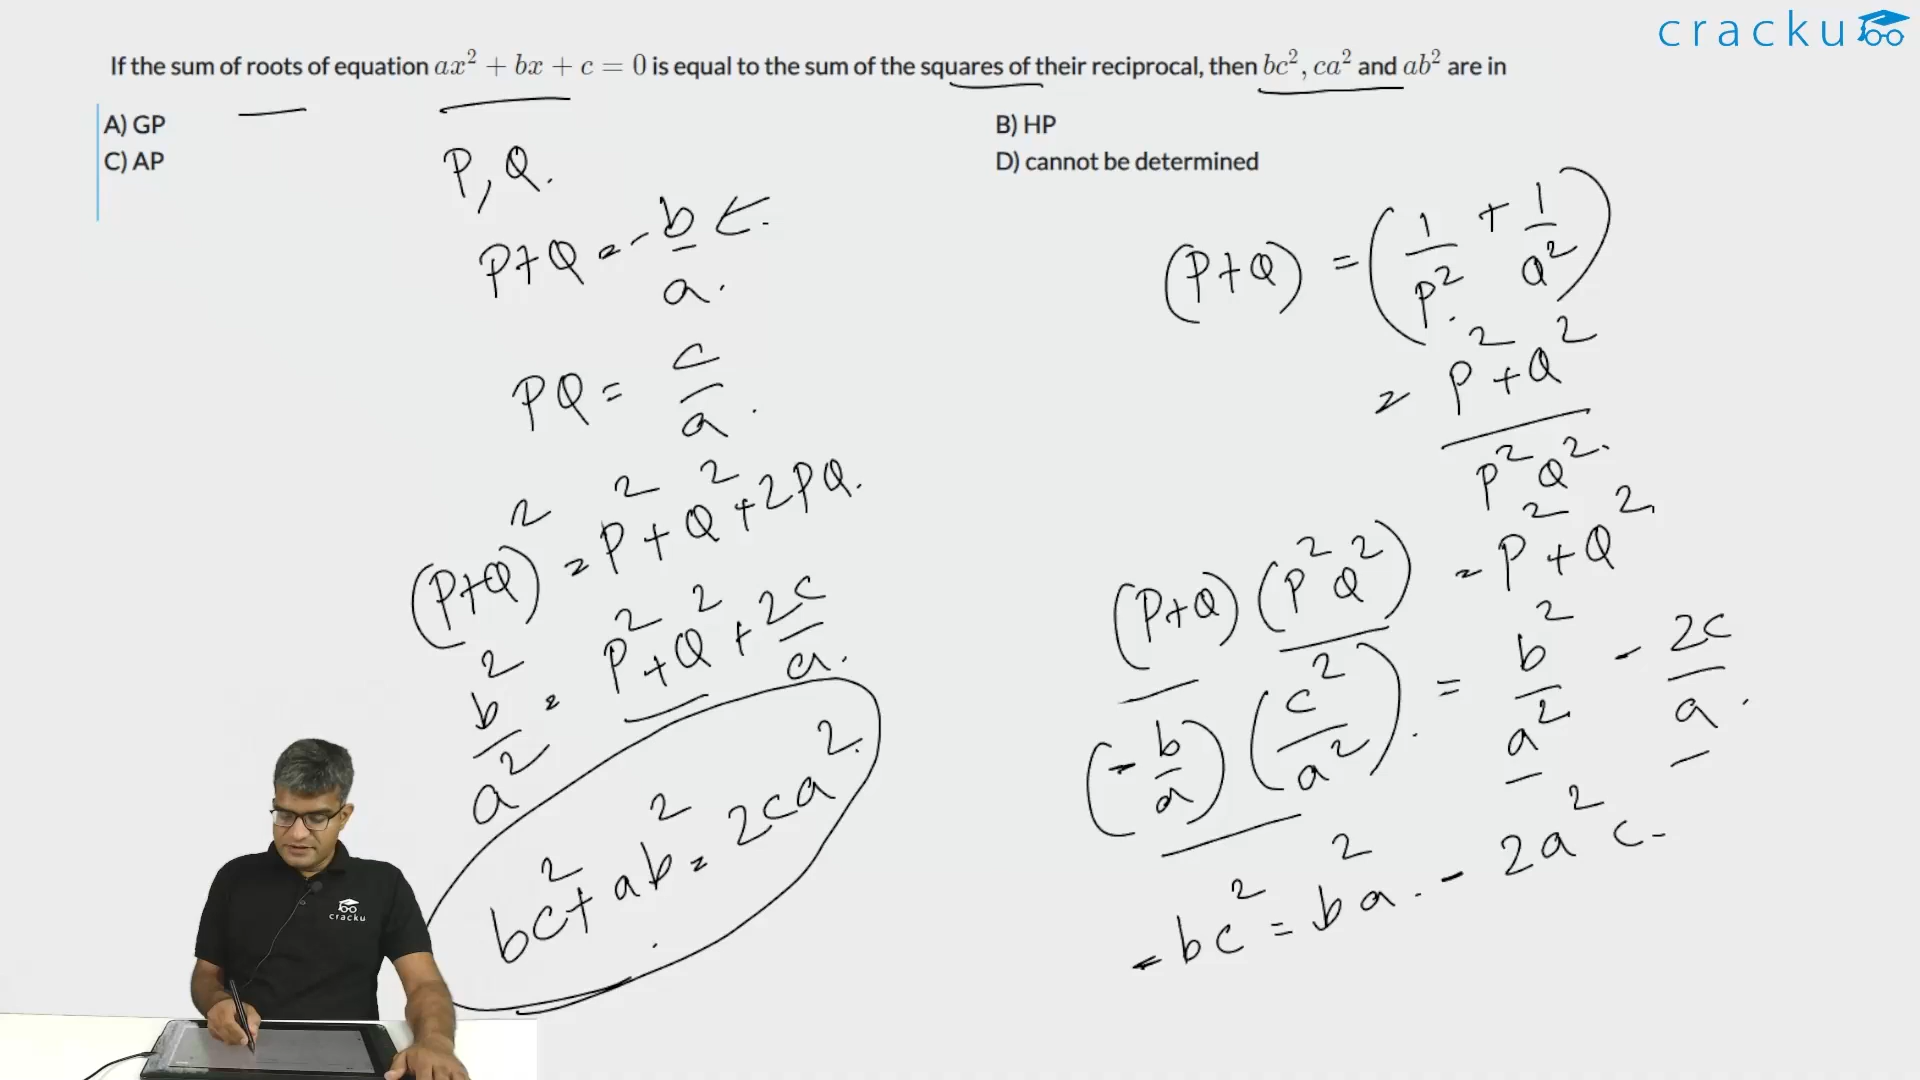 cracku
If the sum of roots of equation ax² + bx + c = 0 is equal to the sum of the squares of their reciprocal, then bc², ca² and ab² are in
A) GP
B) HP
C) AP
D) cannot be determined
P, Q.
P+Q = -b/a.
PQ = c/a.
(P+Q)² = P²+Q²+2PQ.
b²/a² = P²+Q²+2c/a.
bc²+ab² = 2ca².
(P+Q) = (1/P² + 1/Q²)
= P²+Q²/P²Q².
(P+Q)(P²Q²) = P²+Q²
(-b/a)(c²/a²) = b²/a² - 2c/a.
-bc² = b²a - 2a²c
cracku